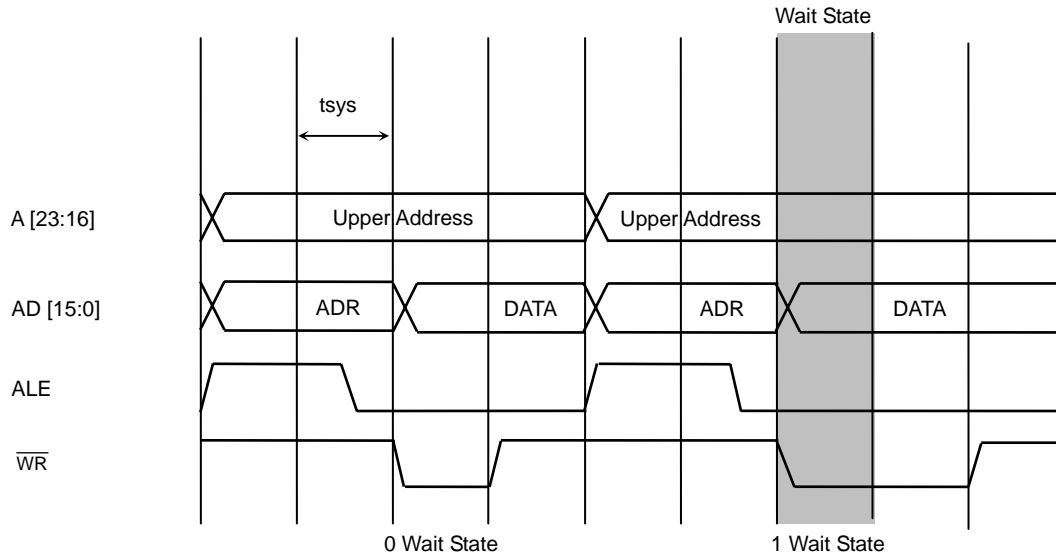 Wait State
tsys
A [23:16]
Upper Address
Upper Address
AD [15:0]
ADR
DATA
ADR
DATA
ALE
WR
0 Wait State
1 Wait State